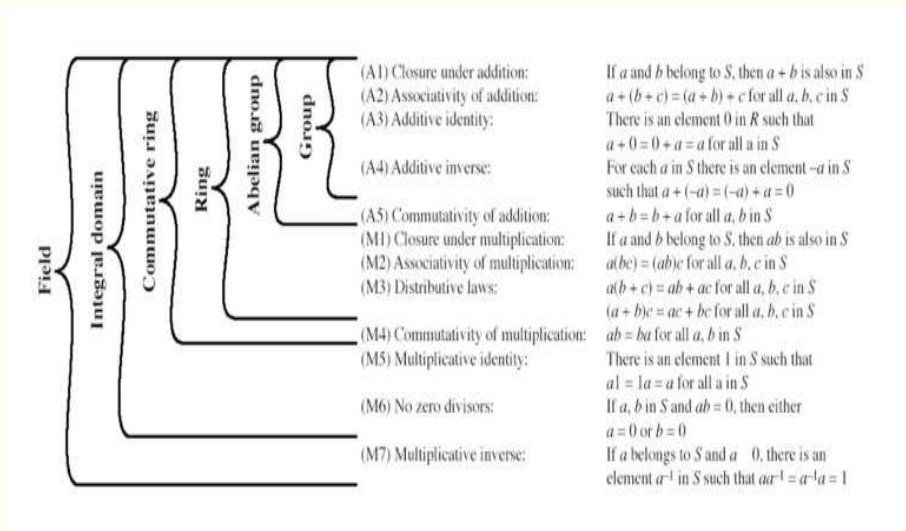 Field
Integral domain
Commutative ring
Ring
Abelian group
Group
(A1) Closure under addition: If a and b belong to S, then a + b is also in S
(A2) Associativity of addition: a + (b + c) = (a + b) + c for all a, b, c in S
(A3) Additive identity: There is an element 0 in R such that
a + 0 = 0 + a = a for all a in S
(A4) Additive inverse: For each a in S there is an element –a in S
such that a + (–a) = (–a) + a = 0
(A5) Commutativity of addition: a + b = b + a for all a, b in S
(M1) Closure under multiplication: If a and b belong to S, then ab is also in S
(M2) Associativity of multiplication: a(bc) = (ab)c for all a, b, c in S
(M3) Distributive laws: a(b + c) = ab + ac for all a, b, c in S
(a + b)c = ac + bc for all a, b, c in S
(M4) Commutativity of multiplication: ab = ba for all a, b in S
(M5) Multiplicative identity: There is an element 1 in S such that
a1 = 1a = a for all a in S
(M6) No zero divisors: If a, b in S and ab = 0, then either
a = 0 or b = 0
(M7) Multiplicative inverse: If a belongs to S and a 0, there is an
element a⁻¹ in S such that aa⁻¹ = a⁻¹a = 1